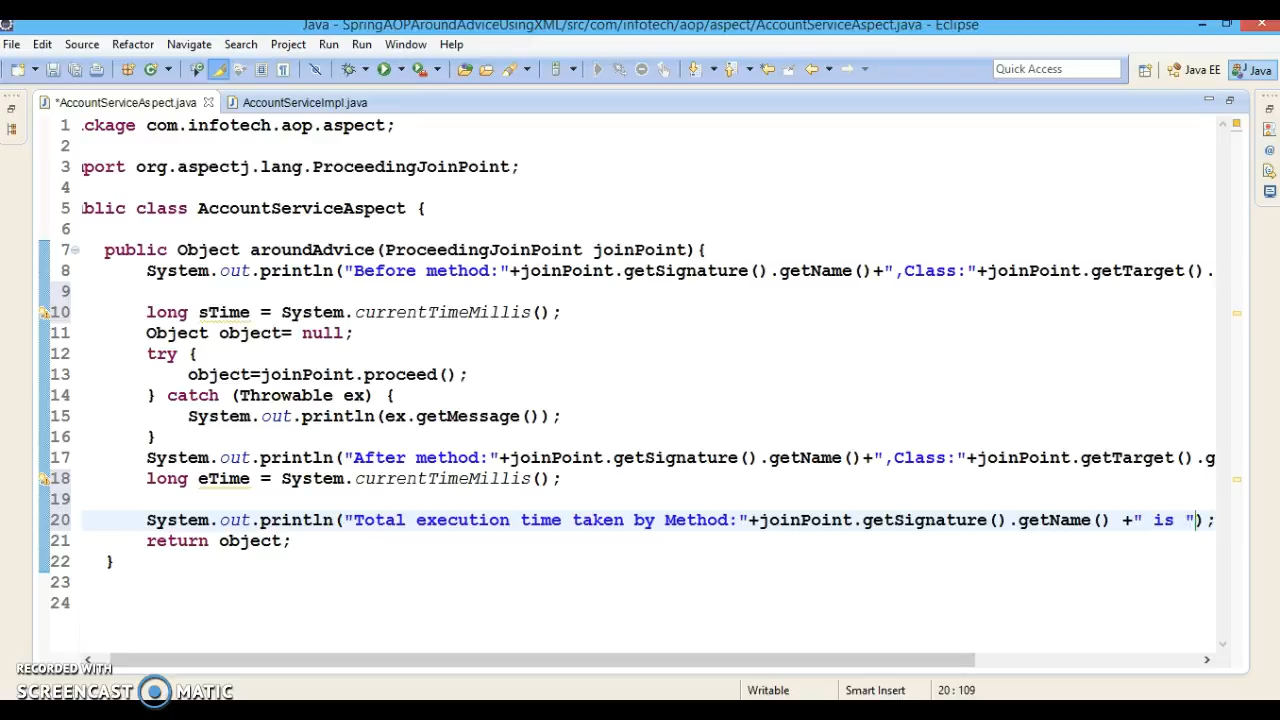 Java - SpringAOPAroundAdviceUsingXML/src/com/infotech/aop/aspect/AccountServiceAspect.java - Eclipse
File Edit Source Refactor Navigate Search Project Run Run Window Help
Quick Access Java EE Java
*AccountServiceAspect.java AccountServiceImpl.java
1 ckage com.infotech.aop.aspect;
2
3 port org.aspectj.lang.ProceedingJoinPoint;
4
5 blic class AccountServiceAspect {
6
7 public Object aroundAdvice(ProceedingJoinPoint joinPoint){
8 System.out.println("Before method:"+joinPoint.getSignature().getName()+",Class:"+joinPoint.getTarget().
9
10 long sTime = System.currentTimeMillis();
11 Object object= null;
12 try {
13 object=joinPoint.proceed();
14 } catch (Throwable ex) {
15 System.out.println(ex.getMessage());
16 }
17 System.out.println("After method:"+joinPoint.getSignature().getName()+",Class:"+joinPoint.getTarget().g
18 long eTime = System.currentTimeMillis();
19
20 System.out.println("Total execution time taken by Method:"+joinPoint.getSignature().getName() +" is ");
21 return object;
22 }
23
24
RECORDED WITH
SCREENCAST MATIC
Writable Smart Insert 20 : 109